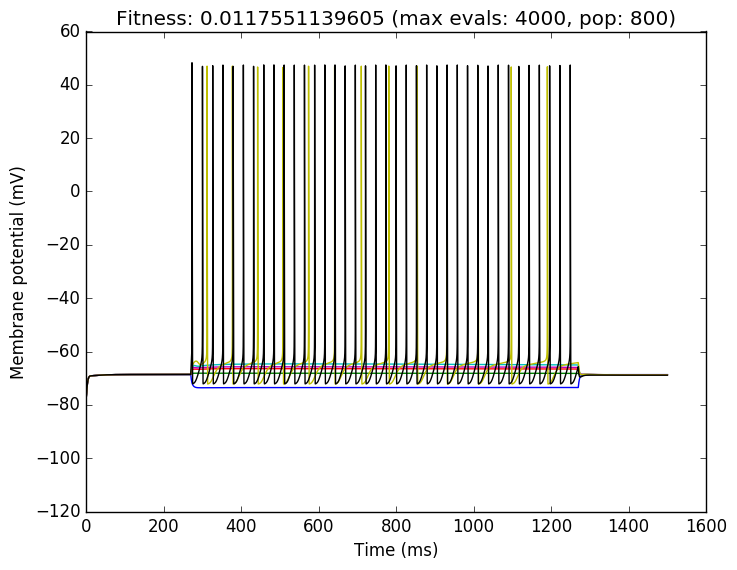 Fitness: 0.0117551139605 (max evals: 4000, pop: 800)
60
40
20
0
−20
−40
−60
−80
−100
−120
Membrane potential (mV)
0 200 400 600 800 1000 1200 1400 1600
Time (ms)